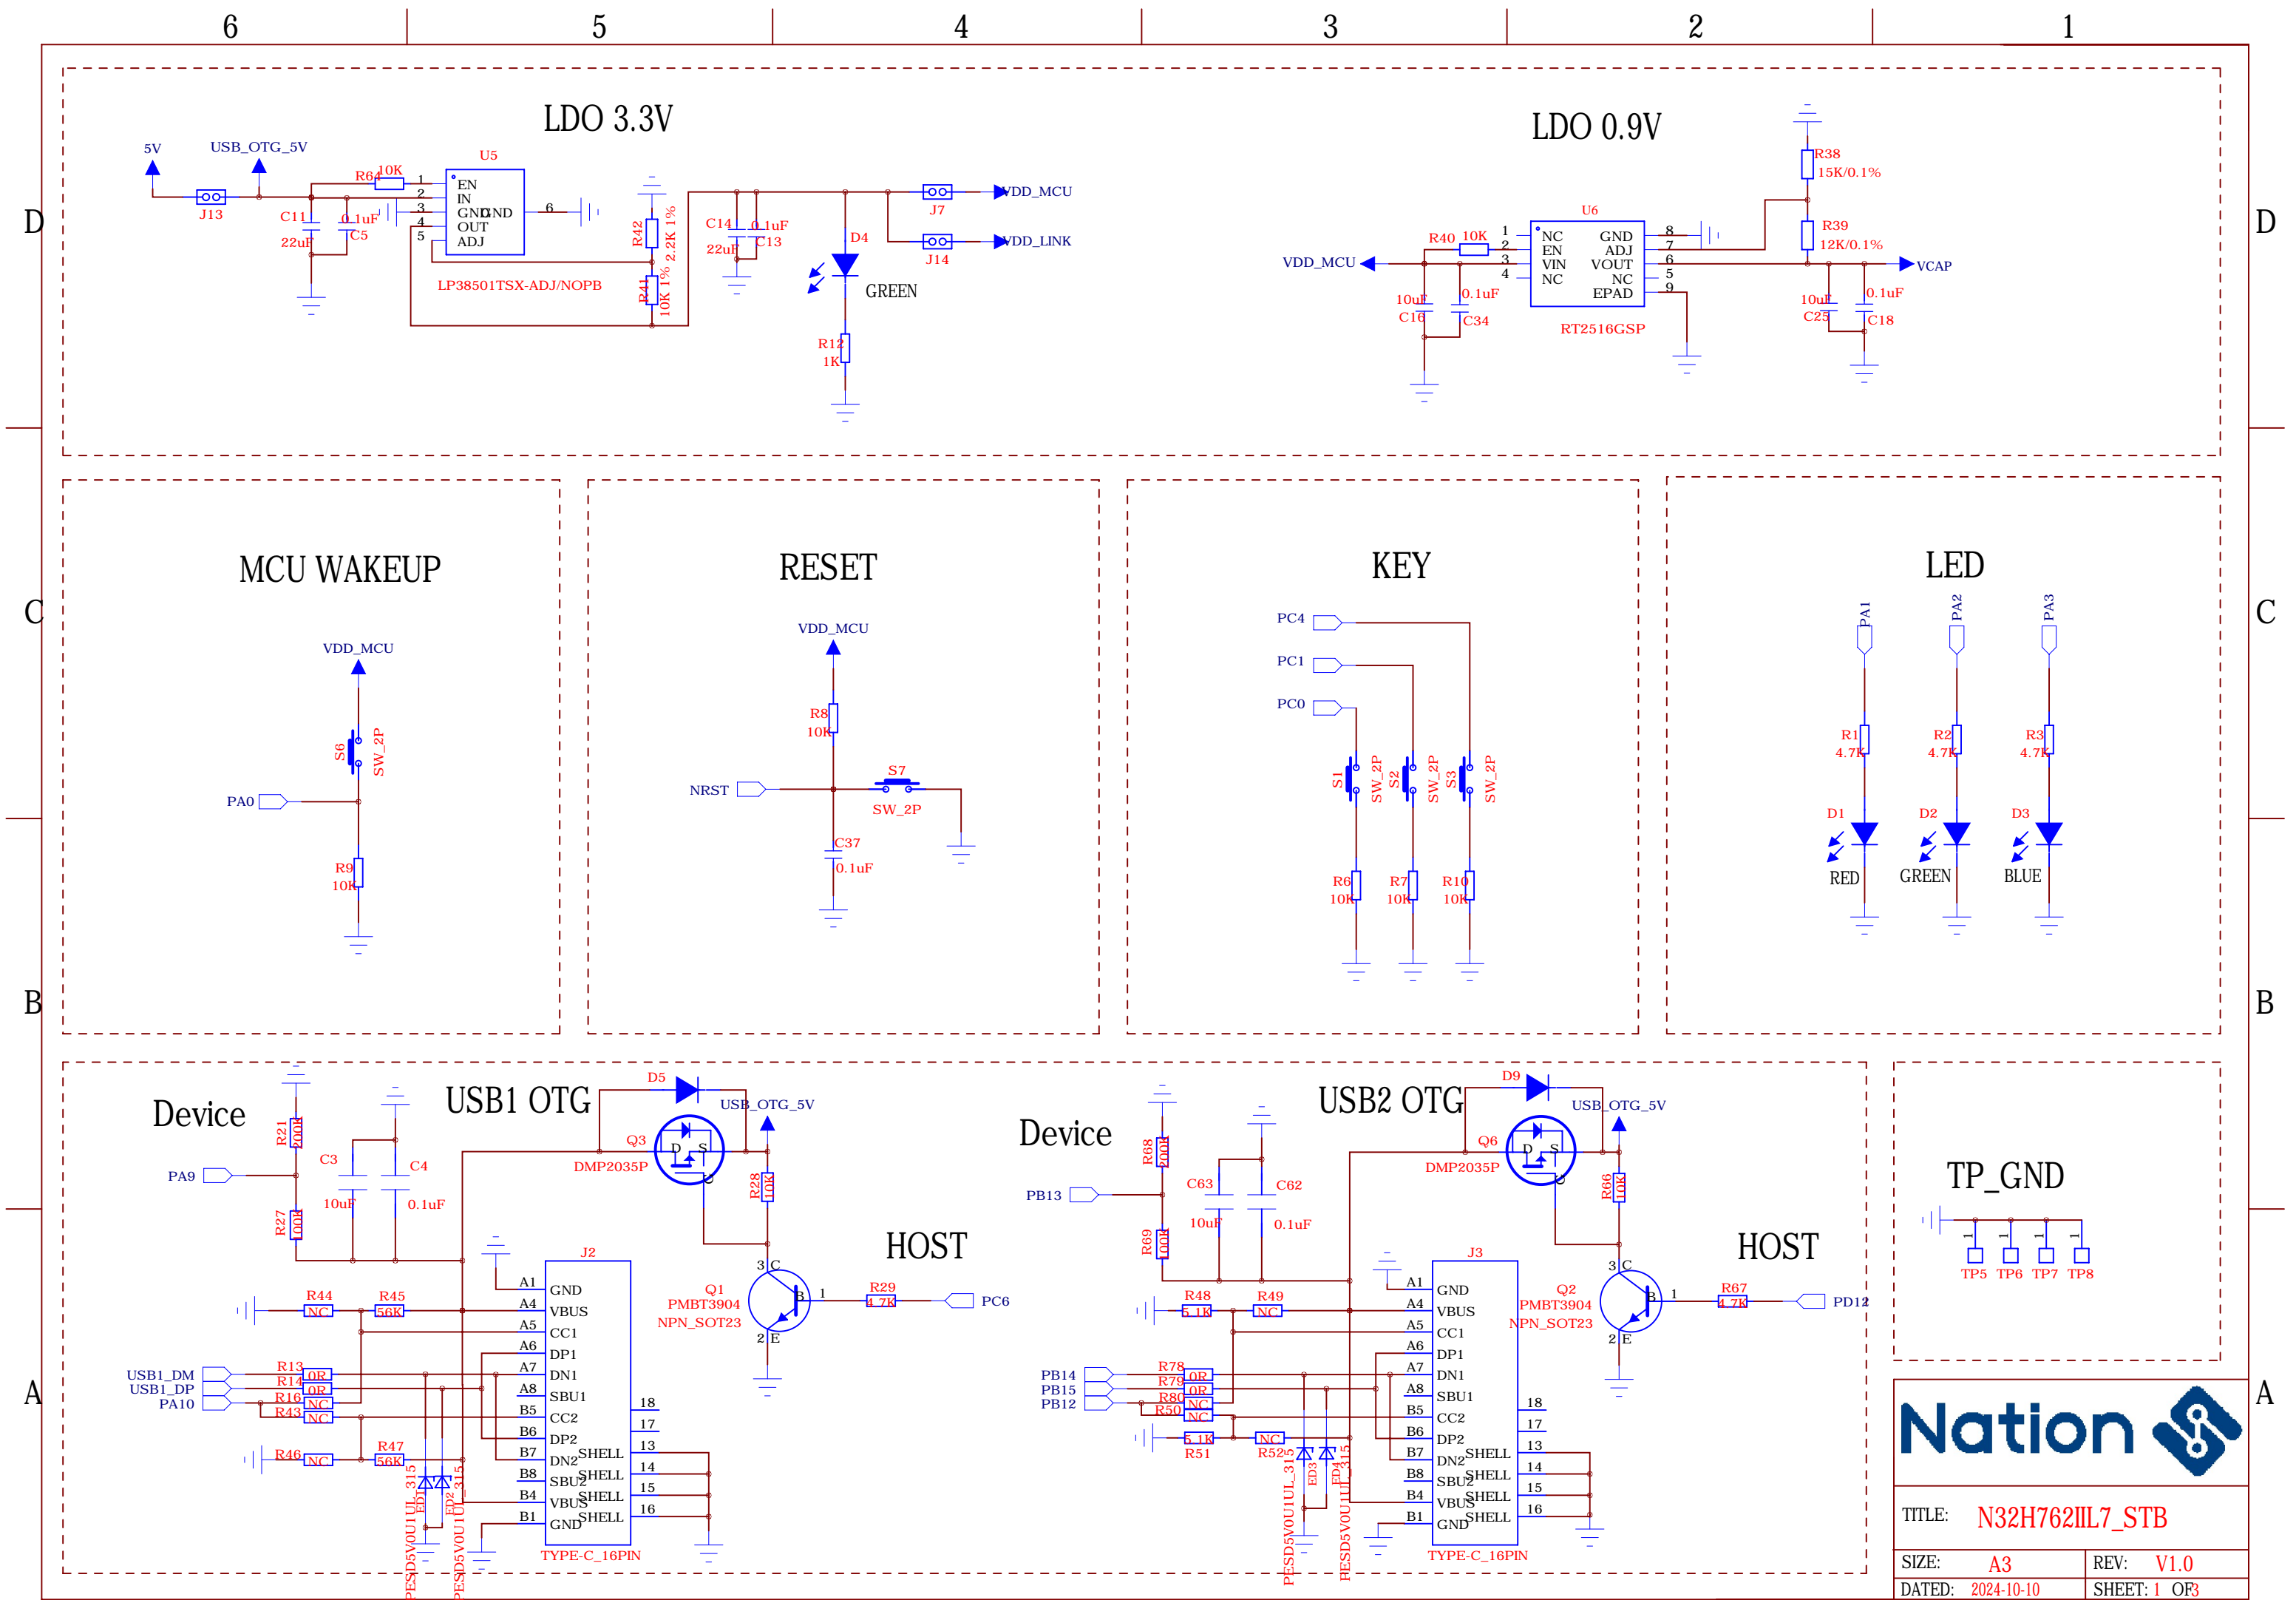 6 5 4 3 2 1
D
D
LDO 3.3V
5V
USB_OTG_5V
J13
R64
10K
C11
22uF
0.1uF
C5
U5
1 EN
2 IN
3 GND
4 OUT
5 ADJ
GND 6
LP38501TSX-ADJ/NOPB
R42
2.2K 1%
R41
10K 1%
C14
22uF
0.1uF
C13
D4
GREEN
R12
1K
J7
VDD_MCU
J14
VDD_LINK
LDO 0.9V
VDD_MCU
R40 10K
10uF
C16
0.1uF
C34
U6
1 NC
2 EN
3 VIN
4 NC
GND 8
ADJ 7
VOUT 6
NC 5
EPAD 9
RT2516GSP
R38
15K/0.1%
R39
12K/0.1%
VCAP
10uF
C25
0.1uF
C18
C
C
MCU WAKEUP
VDD_MCU
S6
SW_2P
PA0
R9
10K
RESET
VDD_MCU
R8
10K
NRST
S7
SW_2P
C37
0.1uF
KEY
PC4
PC1
PC0
S1
SW_2P
S2
SW_2P
S3
SW_2P
R6
10K
R7
10K
R10
10K
LED
PA1
PA2
PA3
R1
4.7K
R2
4.7K
R3
4.7K
D1
D2
D3
RED
GREEN
BLUE
B
B
USB1 OTG
Device
R21
200K
PA9
R27
100K
C3
10uF
C4
0.1uF
D5
USB_OTG_5V
Q3
D S
DMP2035P
R28
10K
HOST
3 C
Q1
PMBT3904
NPN_SOT23
B 1
2 E
R29
4.7K
PC6
R44
NC
R45
56K
USB1_DM
USB1_DP
PA10
R13
0R
R14
0R
R16
NC
R43
NC
R46
NC
R47
56K
ED1
PESD5V0U1UL_315
ED2
PESD5V0U1UL_315
J2
A1 GND
A4 VBUS
A5 CC1
A6 DP1
A7 DN1
A8 SBU1
B5 CC2
B6 DP2
B7 DN2
B8 SBU2
B4 VBUS
B1 GND
18
17
SHELL 13
SHELL 14
SHELL 15
SHELL 16
TYPE-C_16PIN
USB2 OTG
Device
R68
200K
PB13
R69
100K
C63
10uF
C62
0.1uF
D9
USB_OTG_5V
Q6
D S
DMP2035P
R66
10K
HOST
3 C
Q2
PMBT3904
NPN_SOT23
B 1
2 E
R67
4.7K
PD12
R48
5.1K
R49
NC
PB14
PB15
PB12
R78
0R
R79
0R
R80
NC
R50
NC
5.1K
R51
NC
R52
ED3
PESD5V0U1UL_315
ED4
PESD5V0U1UL_315
J3
A1 GND
A4 VBUS
A5 CC1
A6 DP1
A7 DN1
A8 SBU1
B5 CC2
B6 DP2
B7 DN2
B8 SBU2
B4 VBUS
B1 GND
18
17
SHELL 13
SHELL 14
SHELL 15
SHELL 16
TYPE-C_16PIN
TP_GND
1 1 1 1
TP5 TP6 TP7 TP8
A
A
Nation
TITLE: N32H762IIL7_STB
SIZE: A3 REV: V1.0
DATED: 2024-10-10 SHEET: 1 OF 3